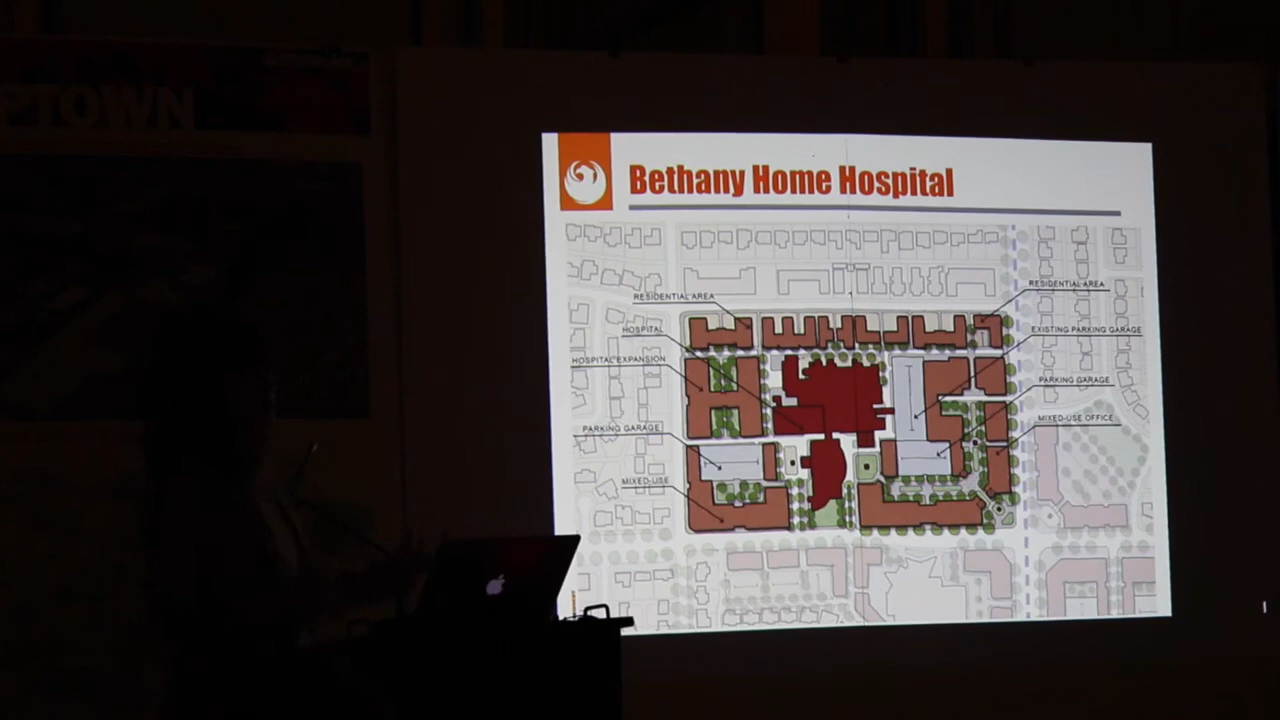 PTOWN
Bethany Home Hospital
RESIDENTIAL AREA
RESIDENTIAL AREA
HOSPITAL
EXISTING PARKING GARAGE
HOSPITAL EXPANSION
PARKING GARAGE
MIXED-USE OFFICE
PARKING GARAGE
MIXED-USE